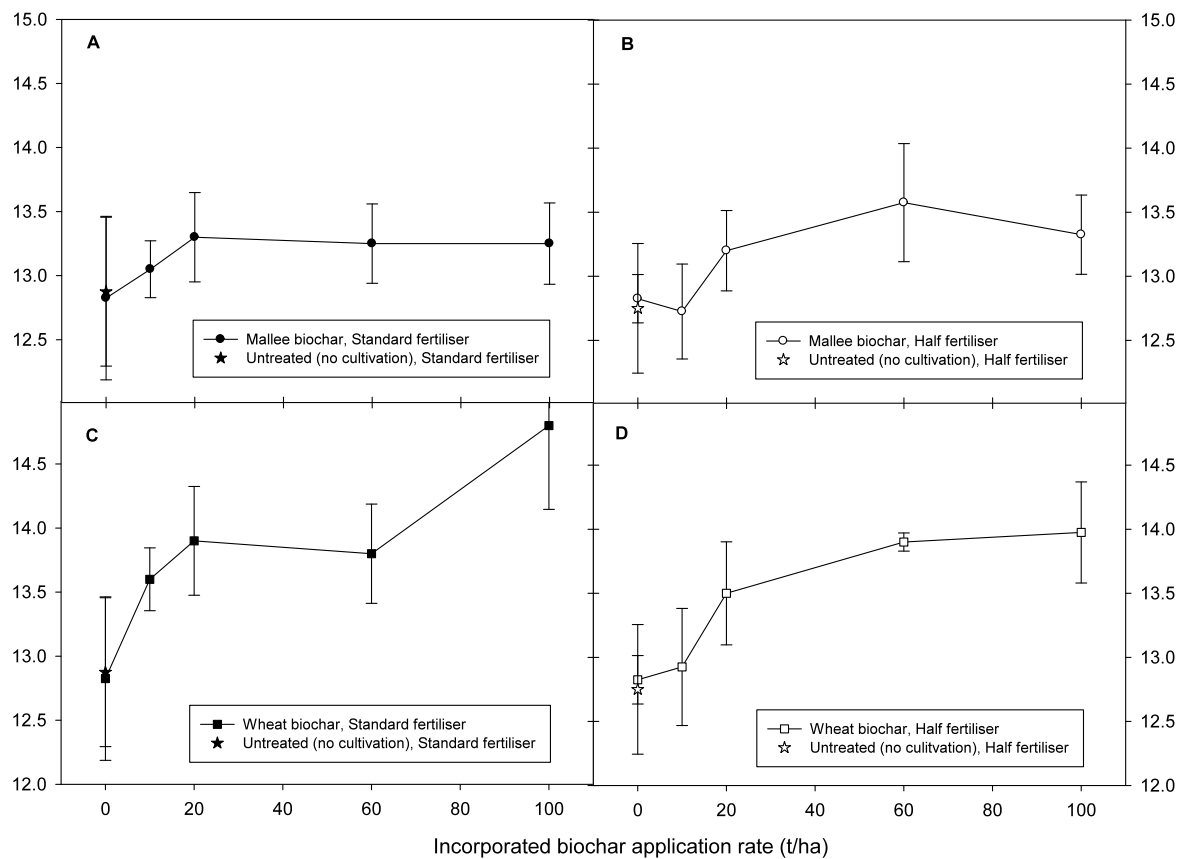 15.0
14.5
14.0
13.5
13.0
12.5
A
Mallee biochar, Standard fertiliser
Untreated (no cultivation), Standard fertiliser
B
Mallee biochar, Half fertiliser
Untreated (no cultivation), Half fertiliser
15.0
14.5
14.0
13.5
13.0
12.5
14.5
14.0
13.5
13.0
12.5
12.0
C
Wheat biochar, Standard fertiliser
Untreated (no cultivation), Standard fertiliser
D
Wheat biochar, Half fertiliser
Untreated (no culitvation), Half fertiliser
14.5
14.0
13.5
13.0
12.5
12.0
0 20 40 60 80 100
0 20 40 60 80 100
Incorporated biochar application rate (t/ha)